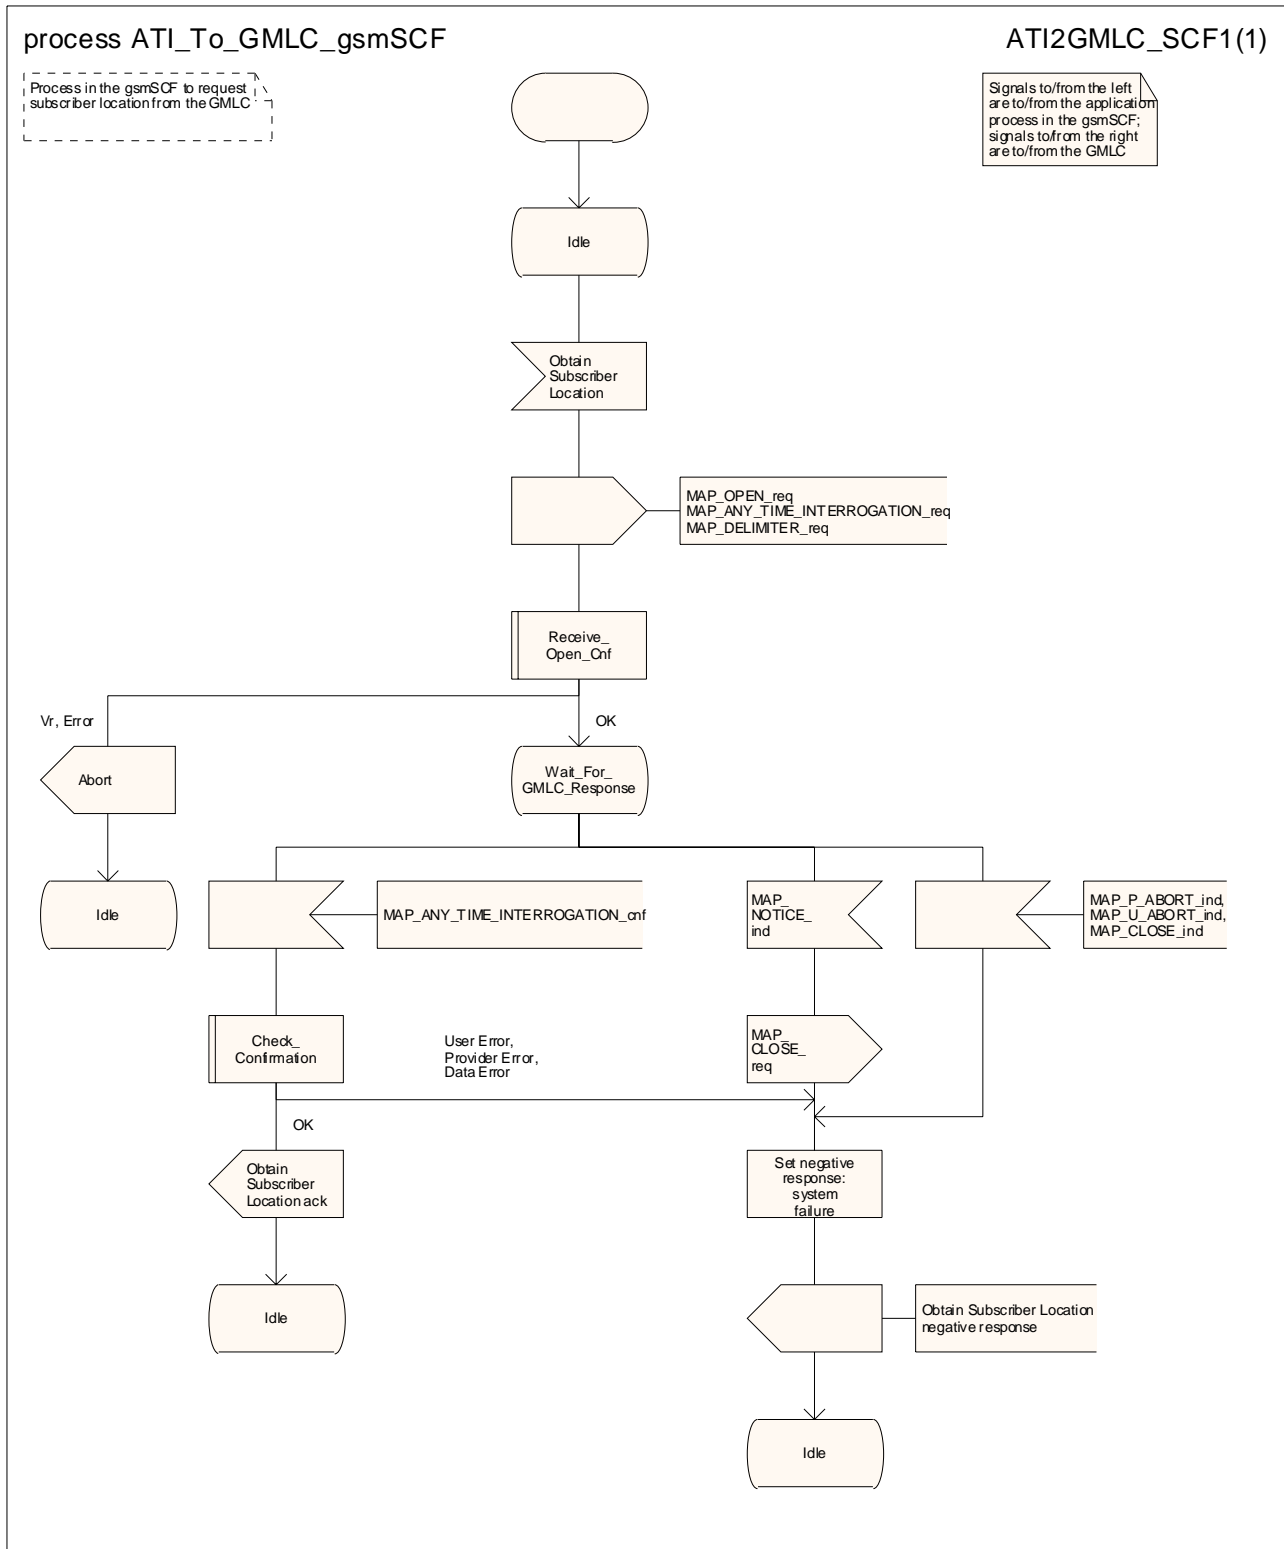 process ATI_To_GMLC_gsmSCF
ATI2GMLC_SCF1(1)
Process in the gsmSCF to request
subscriber location from the GMLC
Signals to/from the left
are to/from the application
process in the gsmSCF;
signals to/from the right
are to/from the GMLC
Idle
Obtain
Subscriber
Location
MAP_OPEN_req
MAP_ANY_TIME_INTERROGATION_req
MAP_DELIMITER_req
Receive_
Open_Cnf
Vr, Error
OK
Abort
Wait_For_
GMLC_Response
Idle
MAP_ANY_TIME_INTERROGATION_cnf
MAP_
NOTICE_
ind
MAP_P_ABORT_ind,
MAP_U_ABORT_ind,
MAP_CLOSE_ind
Check_
Confirmation
User Error,
Provider Error,
Data Error
MAP_
CLOSE_
req
OK
Obtain
Subscriber
Location ack
Set negative
response:
system
failure
Idle
Obtain Subscriber Location
negative response
Idle